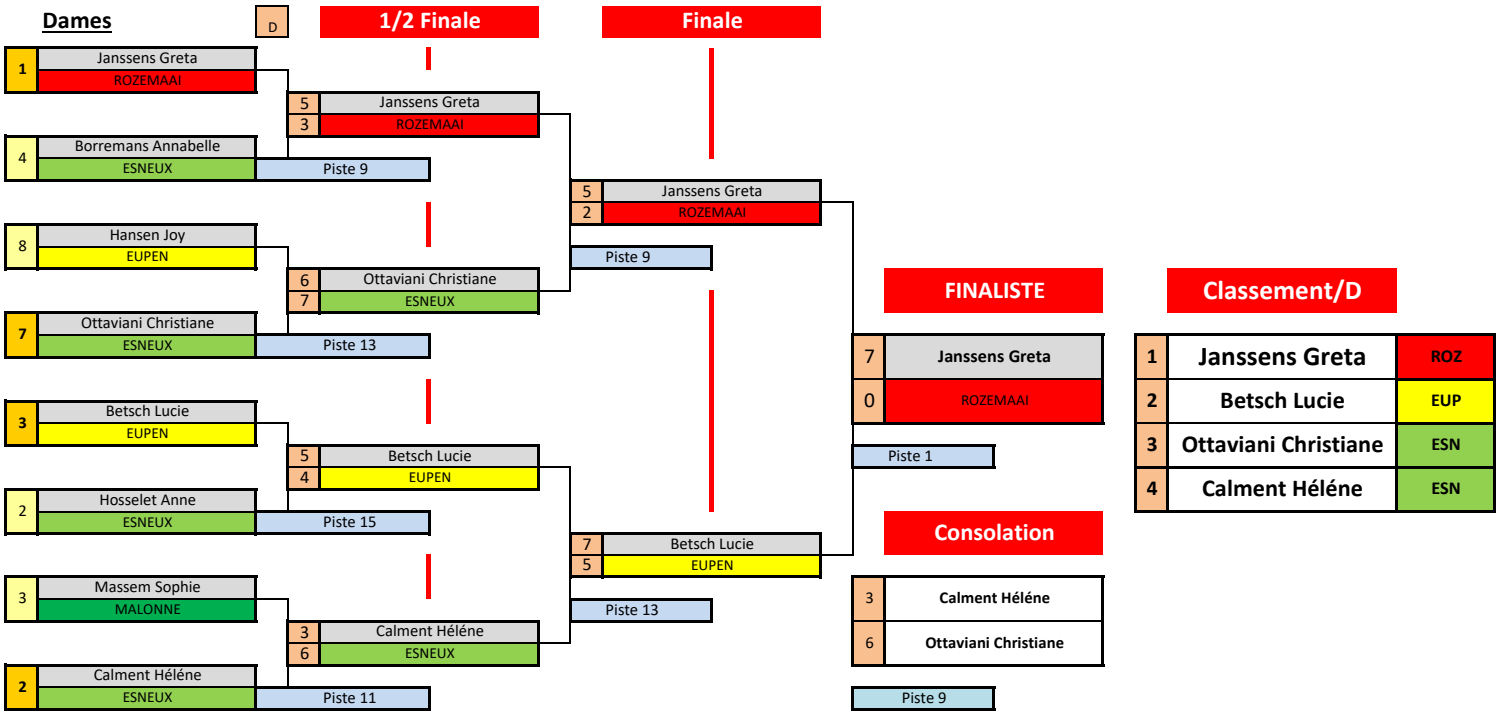 Dames
D
1/2 Finale
Finale
1
Janssens Greta
ROZEMAAI
5
Janssens Greta
3
ROZEMAAI
4
Borremans Annabelle
ESNEUX
Piste 9
5
Janssens Greta
2
ROZEMAAI
8
Hansen Joy
EUPEN
Piste 9
6
Ottaviani Christiane
7
ESNEUX
FINALISTE
Classement/D
7
Ottaviani Christiane
ESNEUX
Piste 13
7
Janssens Greta
0
ROZEMAAI
1
Janssens Greta
ROZ
2
Betsch Lucie
EUP
3
Ottaviani Christiane
ESN
4
Calment Héléne
ESN
3
Betsch Lucie
EUPEN
5
Betsch Lucie
4
EUPEN
Piste 1
2
Hosselet Anne
ESNEUX
Piste 15
Consolation
7
Betsch Lucie
5
EUPEN
3
Massem Sophie
MALONNE
Piste 13
3
Calment Héléne
6
Ottaviani Christiane
3
Calment Héléne
6
ESNEUX
2
Calment Héléne
ESNEUX
Piste 11
Piste 9